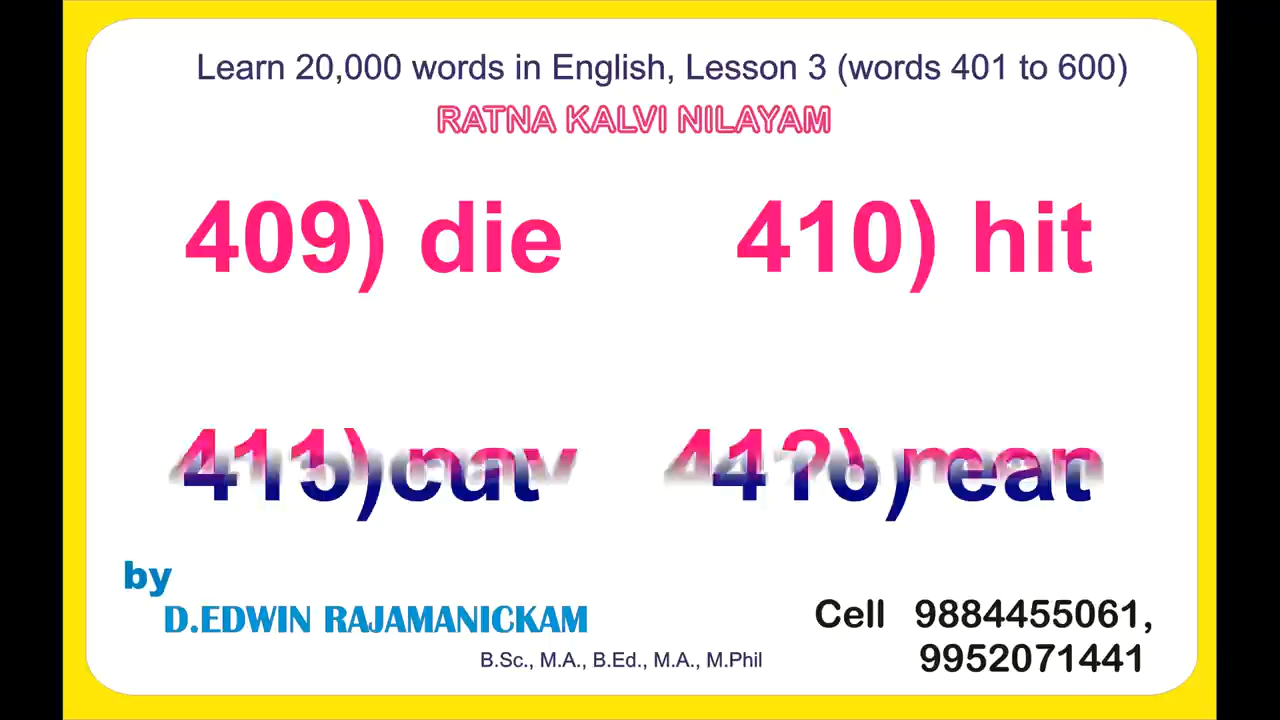 Learn 20,000 words in English, Lesson 3 (words 401 to 600)
RATNA KALVI NILAYAM
409) die 410) hit
by
D.EDWIN RAJAMANICKAM
B.Sc., M.A., B.Ed., M.A., M.Phil
Cell 9884455061,
9952071441